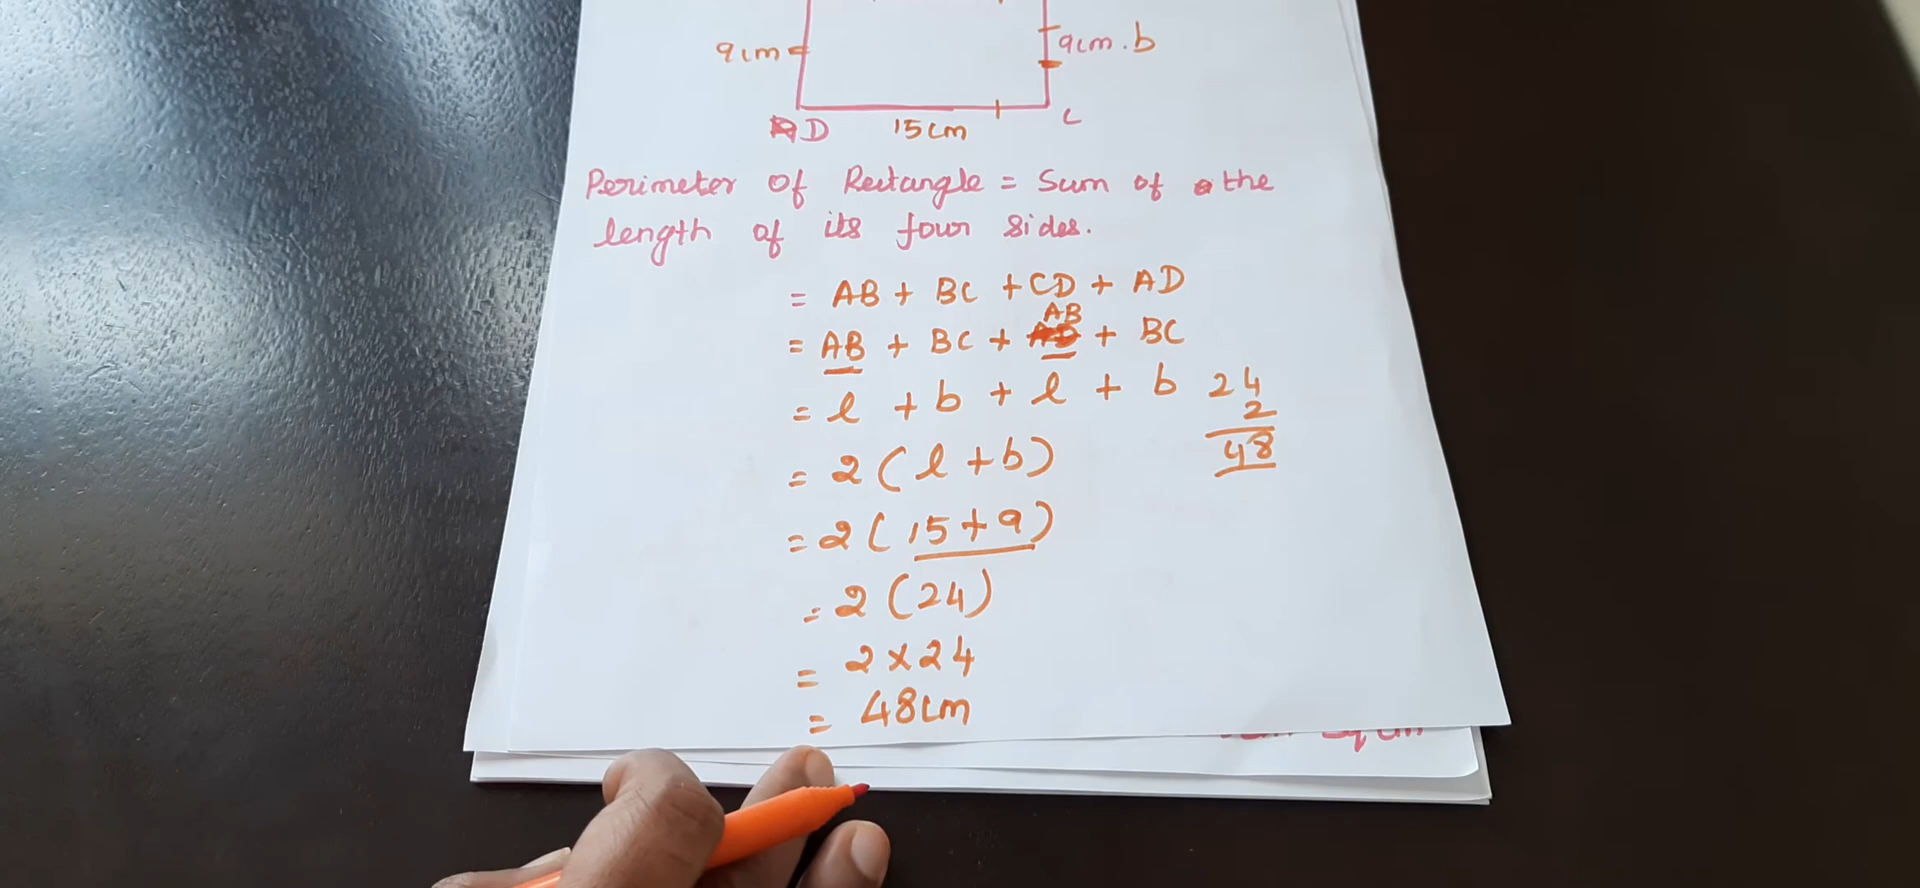 9cm 9cm. b
D C
15cm
Perimeter of Rectangle = Sum of the
length of its four sides.
= AB + BC + CD + AD
AB
= AB + BC + + BC
= l + b + l + b
= 2 ( l + b )
= 2 ( 15 + 9 )
= 2 ( 24 )
= 2 x 24
= 48cm
24
2
48